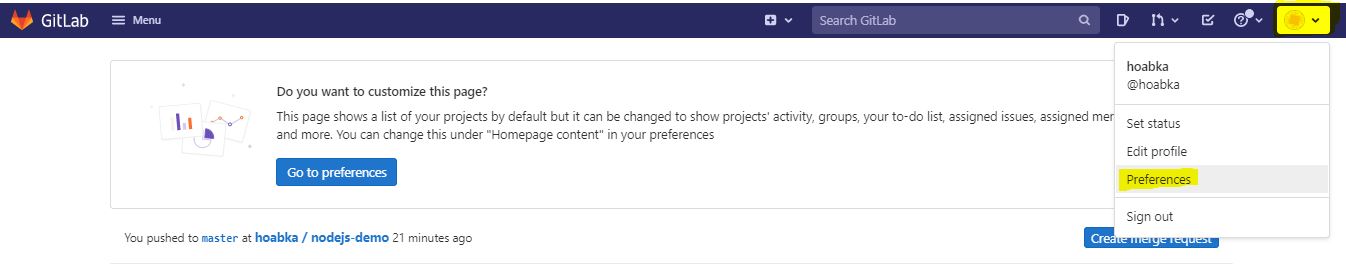 GitLab Menu Search GitLab
hoabka
@hoabka
Set status
Edit profile
Preferences
Sign out
Do you want to customize this page?
This page shows a list of your projects by default but it can be changed to show projects' activity, groups, your to-do list, assigned issues, assigned
and more. You can change this under "Homepage content" in your preferences
Go to preferences
You pushed to master at hoabka / nodejs-demo 21 minutes ago
Create merge request